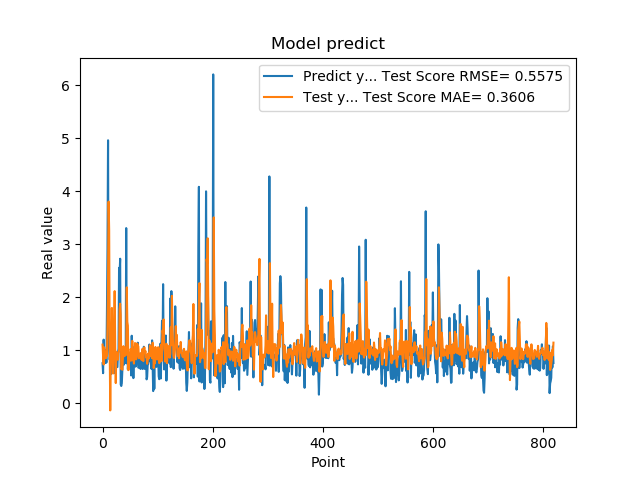 Model predict
Predict y... Test Score RMSE= 0.5575
Test y... Test Score MAE= 0.3606
Real value
6
5
4
3
2
1
0
0 200 400 600 800
Point